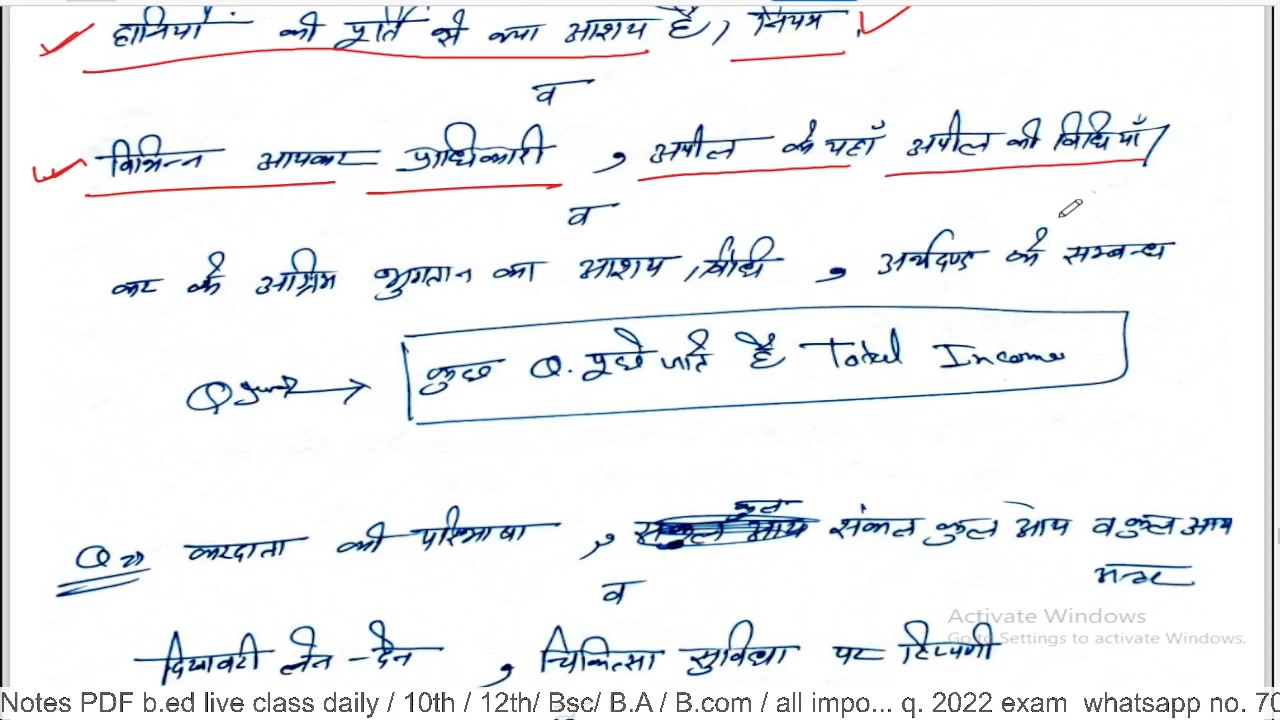 हानियों की पूर्ति से क्या आशय है, नियम
व
विभिन्न आयकर प्राधिकारी , अपील के यहाँ अपील की विधियाँ /
व
कर के अग्रिम भुगतान का आशय, विधि , अर्थदण्ड के सम्बन्ध
कुछ Q. पूछे जाते है Total Income
Q करदाता की परिभाषा , संकल कुल आय व कुल आय
अन्तर
व
दिखावटी लेन - देन , चिकित्सा सुविधा पर टिप्पणी
Activate Windows
Go to Settings to activate Windows.
Notes PDF b.ed live class daily / 10th / 12th/ Bsc/ B.A / B.com / all impo... q. 2022 exam whatsapp no. 70